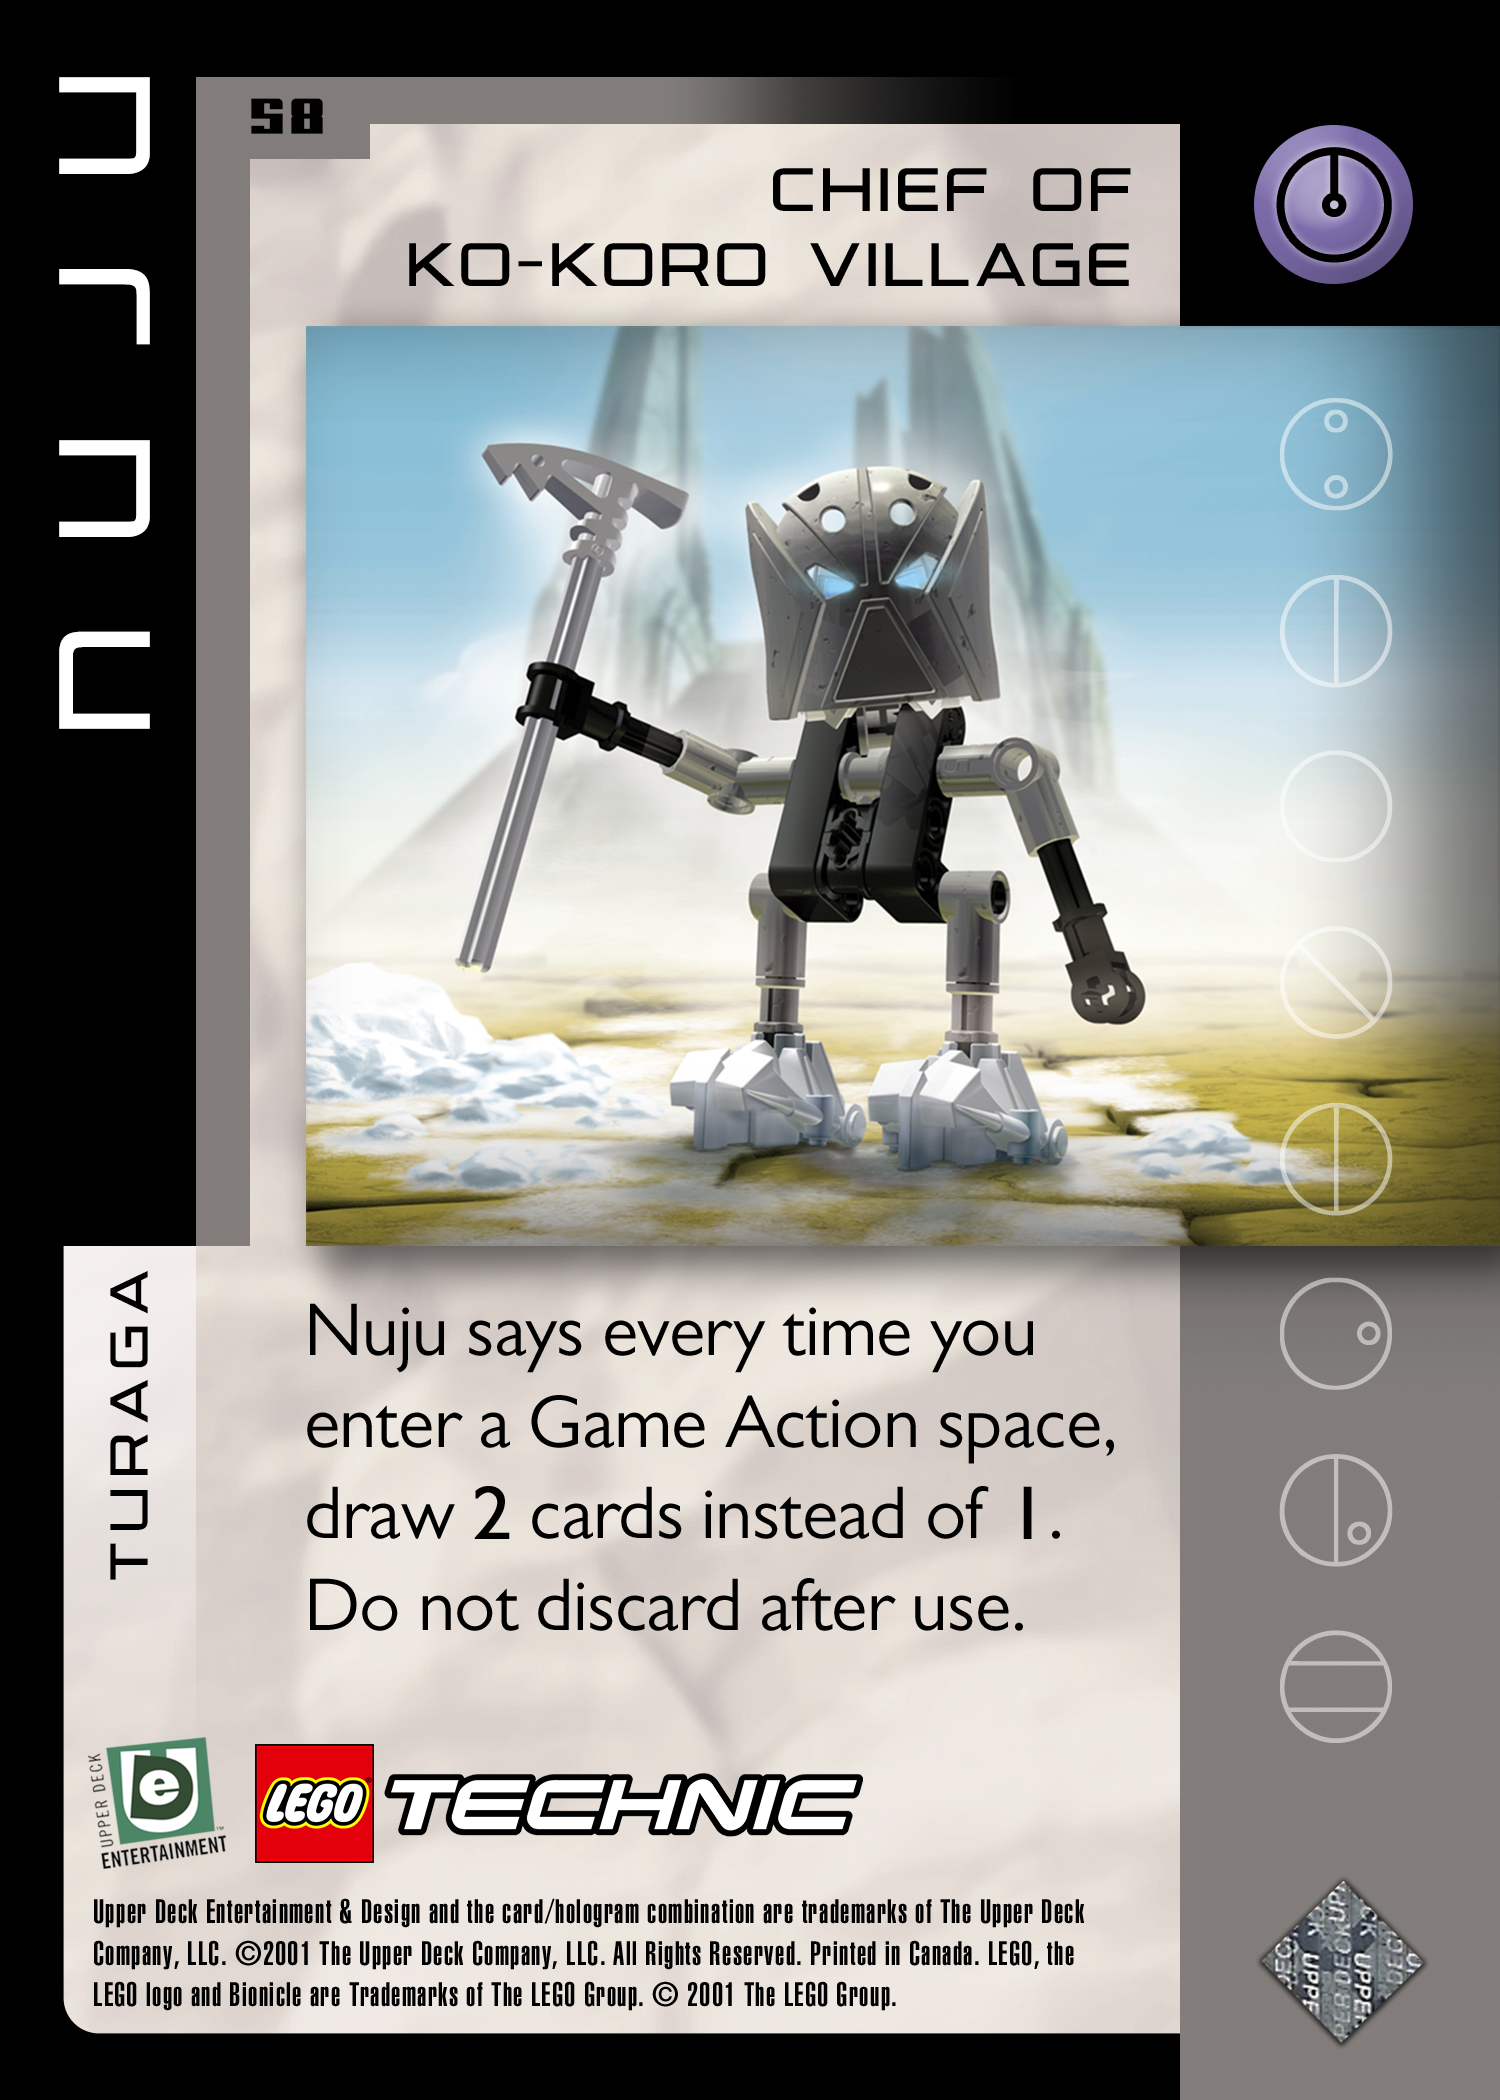 NUJU
58
CHIEF OF
KO-KORO VILLAGE
TURAGA
Nuju says every time you
enter a Game Action space,
draw 2 cards instead of 1.
Do not discard after use.
UPPER DECK
e
ENTERTAINMENT
™
LEGO
TECHNIC
Upper Deck Entertainment & Design and the card/hologram combination are trademarks of The Upper Deck
Company, LLC. ©2001 The Upper Deck Company, LLC. All Rights Reserved. Printed in Canada. LEGO, the
LEGO logo and Bionicle are Trademarks of The LEGO Group. © 2001 The LEGO Group.